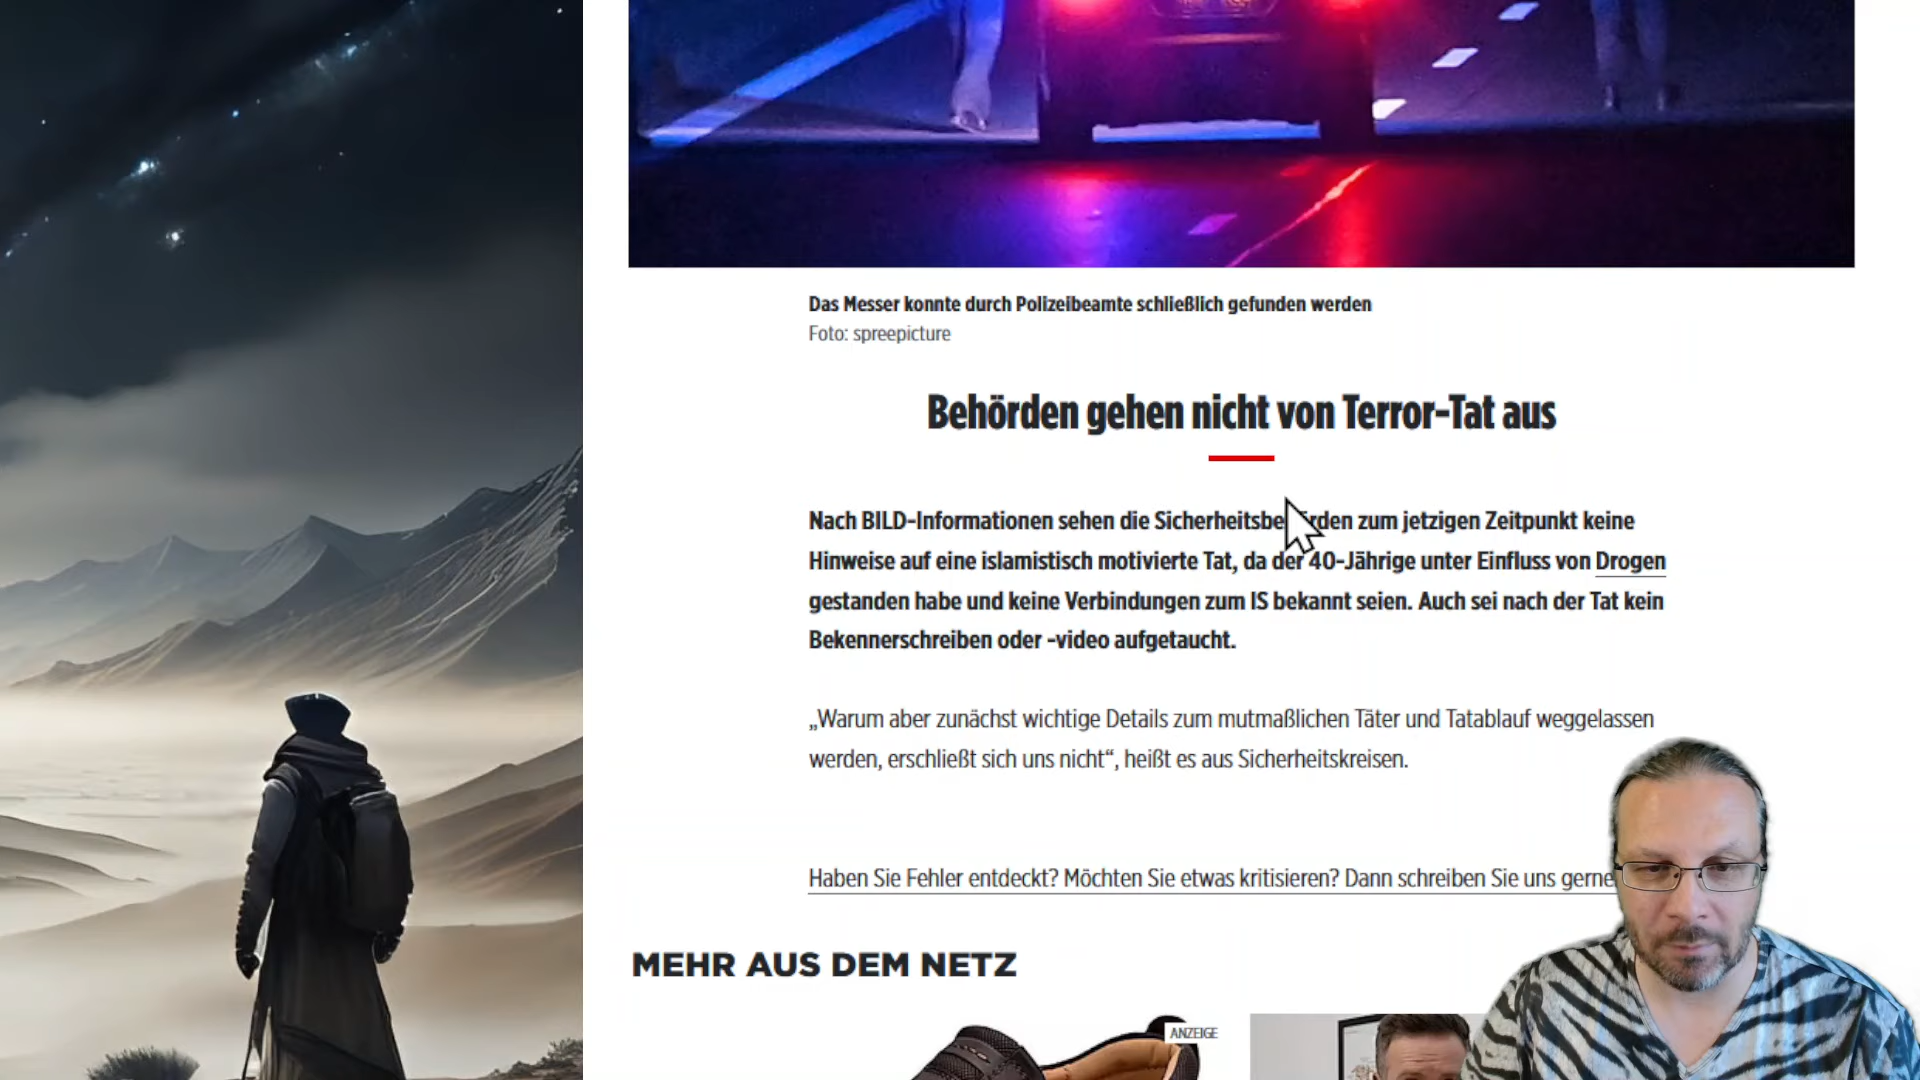 Das Messer konnte durch Polizeibeamte schließlich gefunden werden
Foto: spreepicture
Behörden gehen nicht von Terror-Tat aus
Nach BILD-Informationen sehen die Sicherheitsbehörden zum jetzigen Zeitpunkt keine
Hinweise auf eine islamistisch motivierte Tat, da der 40-Jährige unter Einfluss von Drogen
gestanden habe und keine Verbindungen zum IS bekannt seien. Auch sei nach der Tat kein
Bekennerschreiben oder -video aufgetaucht.
„Warum aber zunächst wichtige Details zum mutmaßlichen Täter und Tatablauf weggelassen
werden, erschließt sich uns nicht“, heißt es aus Sicherheitskreisen.
Haben Sie Fehler entdeckt? Möchten Sie etwas kritisieren? Dann schreiben Sie uns gerne
MEHR AUS DEM NETZ
ANZEIGE